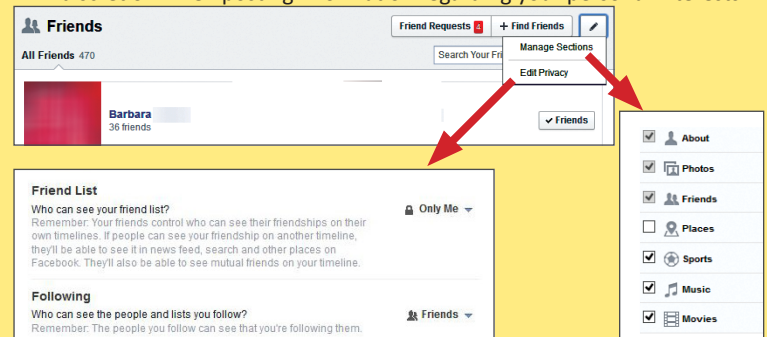 Friends
Friend Requests 4
+ Find Friends
All Friends 470
Search Your Fri
Manage Sections
Edit Privacy
Barbara
36 friends
Friends
Friend List
Who can see your friend list?
Only Me
Remember: Your friends control who can see their friendships on their
own timelines. If people can see your friendship on another timeline,
they'll be able to see it in news feed, search and other places on
Facebook. They'll also be able to see mutual friends on your timeline.
Following
Who can see the people and lists you follow?
Friends
Remember: The people you follow can see that you're following them.
About
Photos
Friends
Places
Sports
Music
Movies